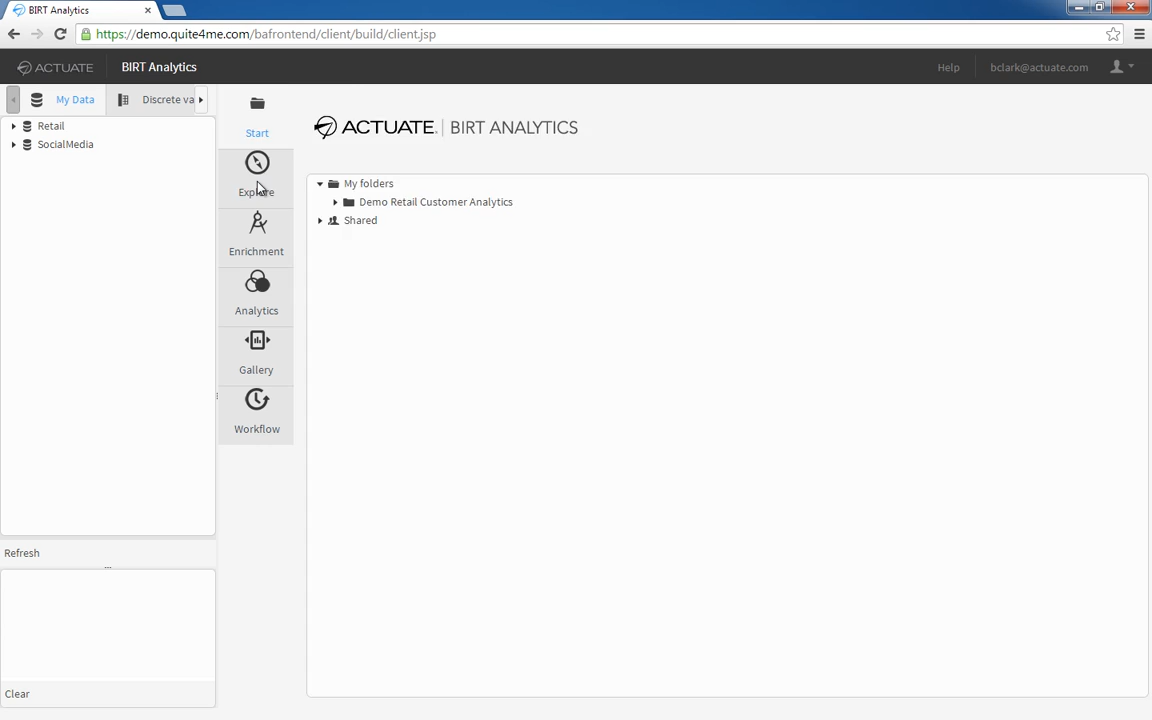 BIRT Analytics
https://demo.quite4me.com/bafrontend/client/build/client.jsp
ACTUATE BIRT Analytics Help bclark@actuate.com
My Data Discrete va
Retail
SocialMedia
Refresh
Clear
Start
Explore
Enrichment
Analytics
Gallery
Workflow
ACTUATE. | BIRT ANALYTICS
My folders
Demo Retail Customer Analytics
Shared